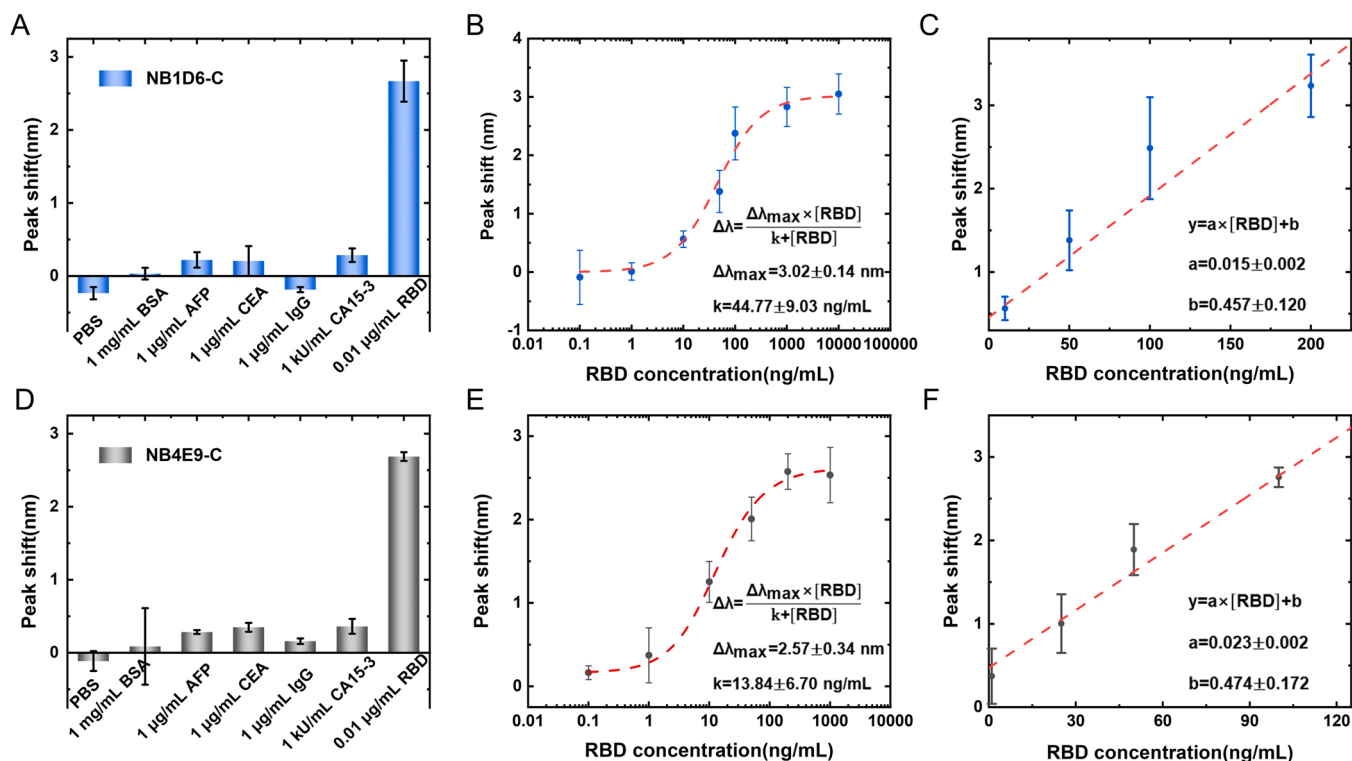 A
Peak shift(nm)
3
2
1
0
NB1D6-C
PBS
1 mg/mL BSA
1 μg/mL AFP
1 μg/mL CEA
1 μg/mL IgG
1 kU/mL CA15-3
0.01 μg/mL RBD
B
Peak shift (nm)
4
3
2
1
0
-1
0.01 0.1 1 10 100 1000 10000 100000
RBD concentration(ng/mL)
Δλ=Δλmax×[RBD]
k+[RBD]
Δλmax=3.02±0.14 nm
k=44.77±9.03 ng/mL
C
Peak shift(nm)
3
2
1
0 50 100 150 200
RBD concentration(ng/mL)
y=a×[RBD]+b
a=0.015±0.002
b=0.457±0.120
D
Peak shift(nm)
3
2
1
0
NB4E9-C
PBS
1 mg/mL BSA
1 μg/mL AFP
1 μg/mL CEA
1 μg/mL IgG
1 kU/mL CA15-3
0.01 μg/mL RBD
E
Peak shift(nm)
3
2
1
0
0.01 0.1 1 10 100 1000 10000
RBD concentration(ng/mL)
Δλ=Δλmax×[RBD]
k+[RBD]
Δλmax=2.57±0.34 nm
k=13.84±6.70 ng/mL
F
Peak shift(nm)
3
2
1
0
0 30 60 90 120
RBD concentration(ng/mL)
y=a×[RBD]+b
a=0.023±0.002
b=0.474±0.172